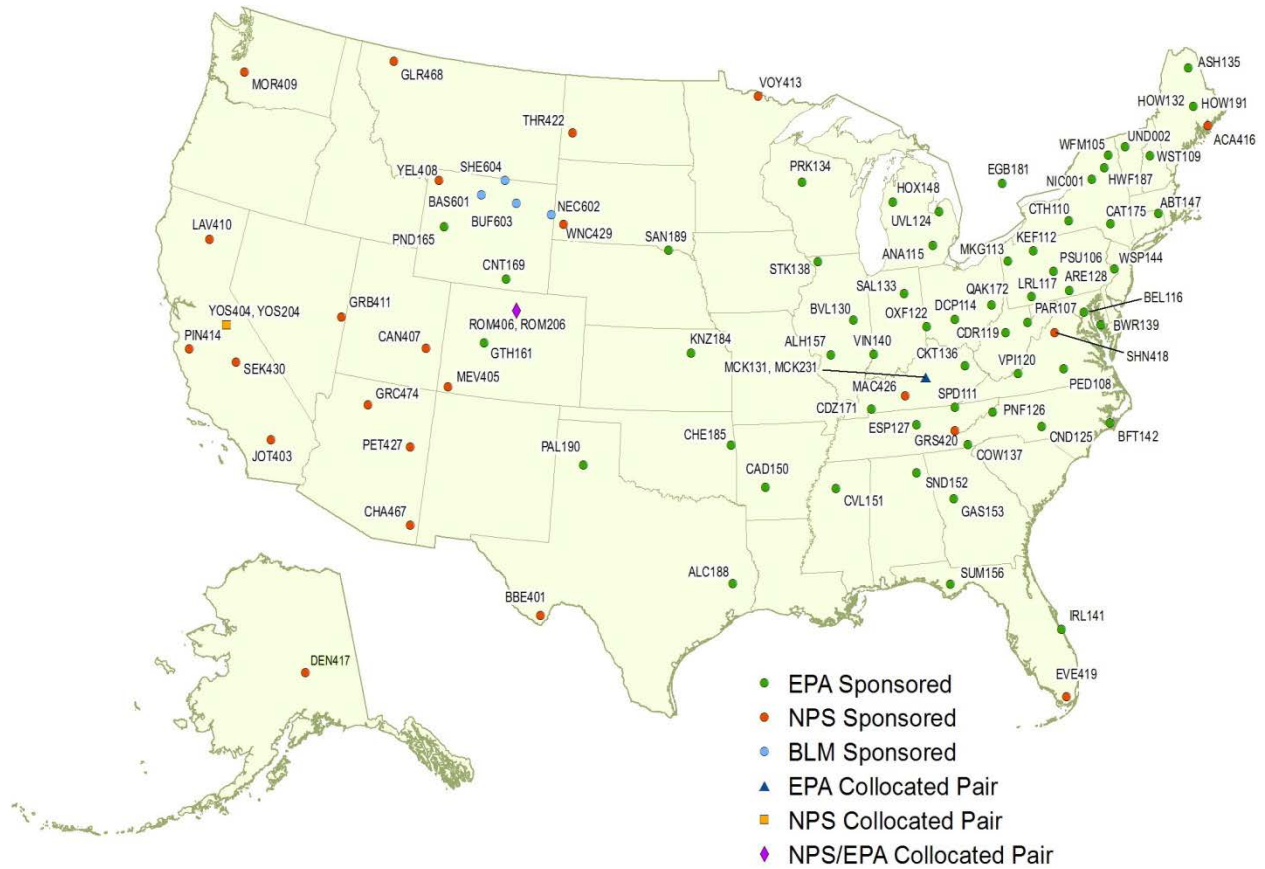 ASH135
MOR409
GLR468
VOY413
HOW132
HOW191
THR422
UND002
ACA416
WFM105
WST109
YEL408
SHE604
PRK134
EGB181
HWF187
NIC001
BAS601
HOX148
BUF603
NEC602
CTH110
CAT175
ABT147
LAV410
PND165
WNC429
UVL124
SAN189
ANA115
MKG113
KEF112
STK138
PSU106
WSP144
CNT169
SAL133
QAK172
LRL117
ARE128
YOS404, YOS204
GRB411
BVL130
OXF122
DCP114
PAR107
BEL116
ROM406, ROM206
CDR119
BWR139
PIN414
CAN407
GTH161
KNZ184
ALH157
VIN140
CKT136
VPI120
SHN418
SEK430
MCK131, MCK231
MEV405
MAC426
SPD111
PED108
GRC474
CDZ171
ESP127
PNF126
JOT403
PET427
PAL190
CHE185
GRS420
CND125
BFT142
COW137
CAD150
SND152
CVL151
GAS153
CHA467
ALC188
SUM156
BBE401
IRL141
DEN417
EVE419
EPA Sponsored
NPS Sponsored
BLM Sponsored
EPA Collocated Pair
NPS Collocated Pair
NPS/EPA Collocated Pair